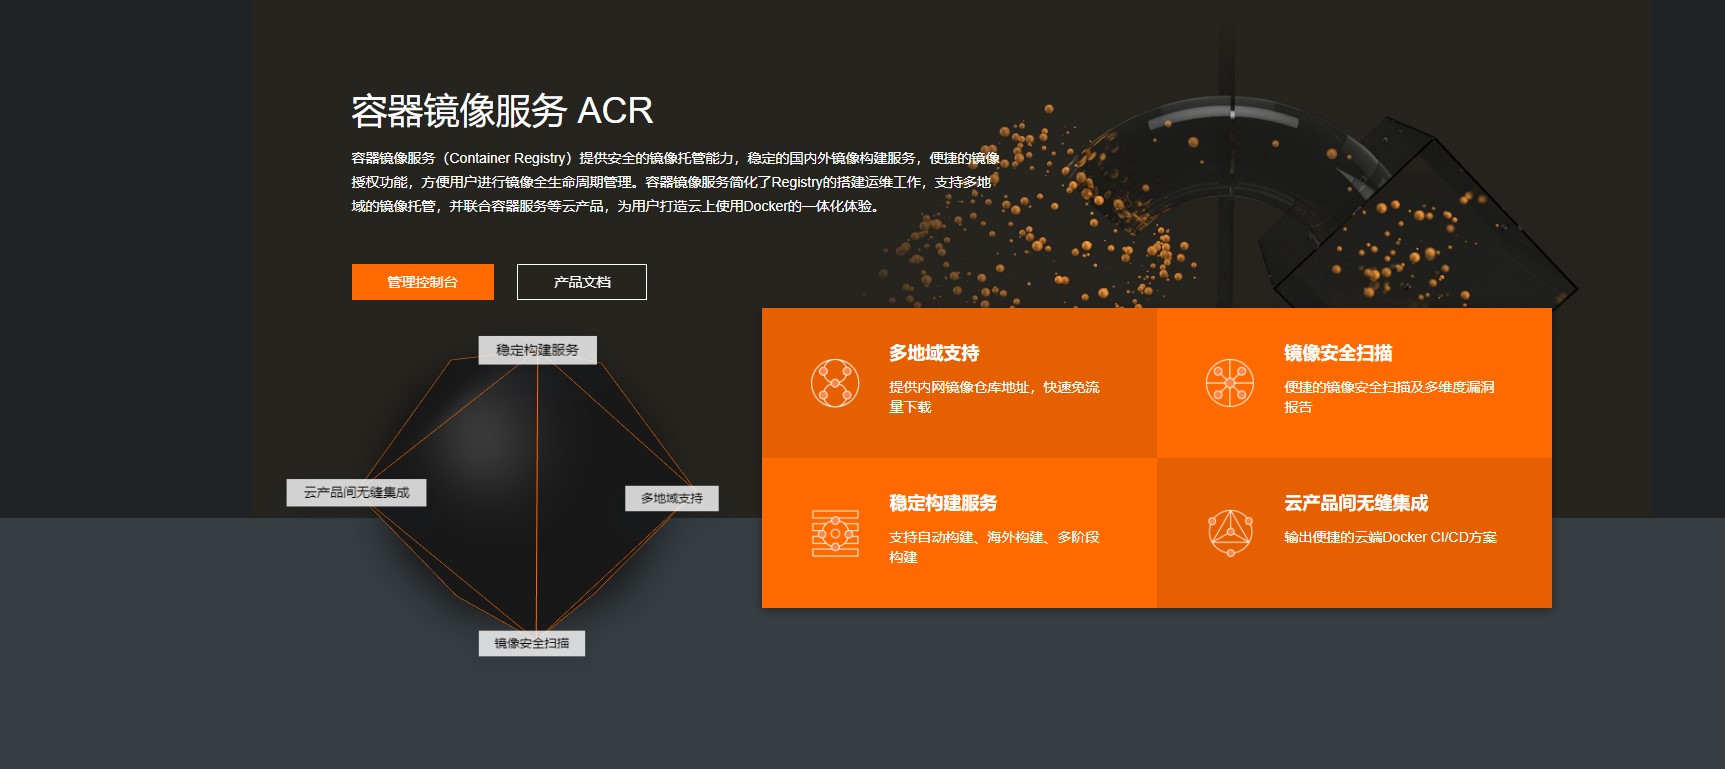 容器镜像服务 ACR
容器镜像服务（Container Registry）提供安全的镜像托管能力，稳定的国内外镜像构建服务，便捷的镜像
授权功能，方便用户进行镜像全生命周期管理。容器镜像服务简化了Registry的搭建运维工作，支持多地
域的镜像托管，并联合容器服务等云产品，为用户打造云上使用Docker的一体化体验。
管理控制台
产品文档
稳定构建服务
云产品间无缝集成
多地域支持
镜像安全扫描
多地域支持
提供内网镜像仓库地址，快速免流
量下载
镜像安全扫描
便捷的镜像安全扫描及多维度漏洞
报告
稳定构建服务
支持自动构建、海外构建、多阶段
构建
云产品间无缝集成
输出便捷的云端Docker CI/CD方案